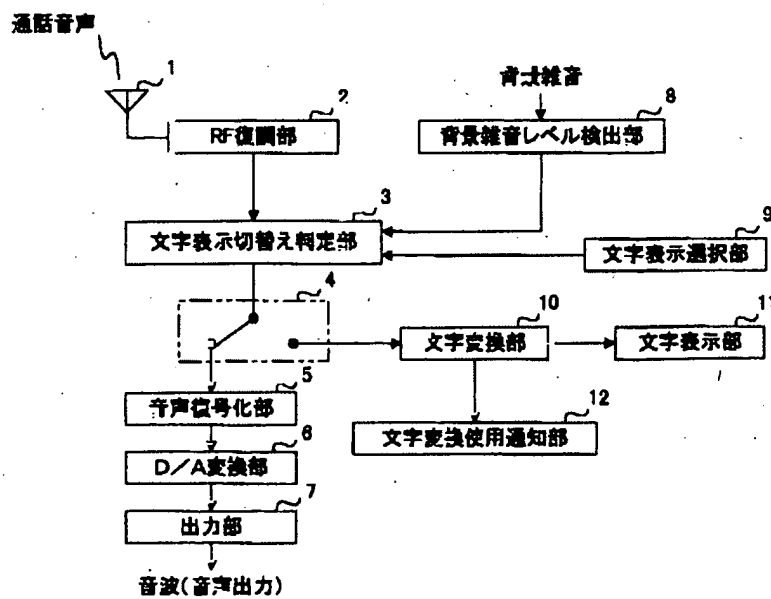 通話音声
1
背景雑音
2
RF復調部
8
背景雑音レベル検出部
3
文字表示切替え判定部
9
文字表示選択部
4
10
文字変換部
11
文字表示部
5
音声復号化部
12
文字変換使用通知部
6
D/A変換部
7
出力部
音波(音声出力)